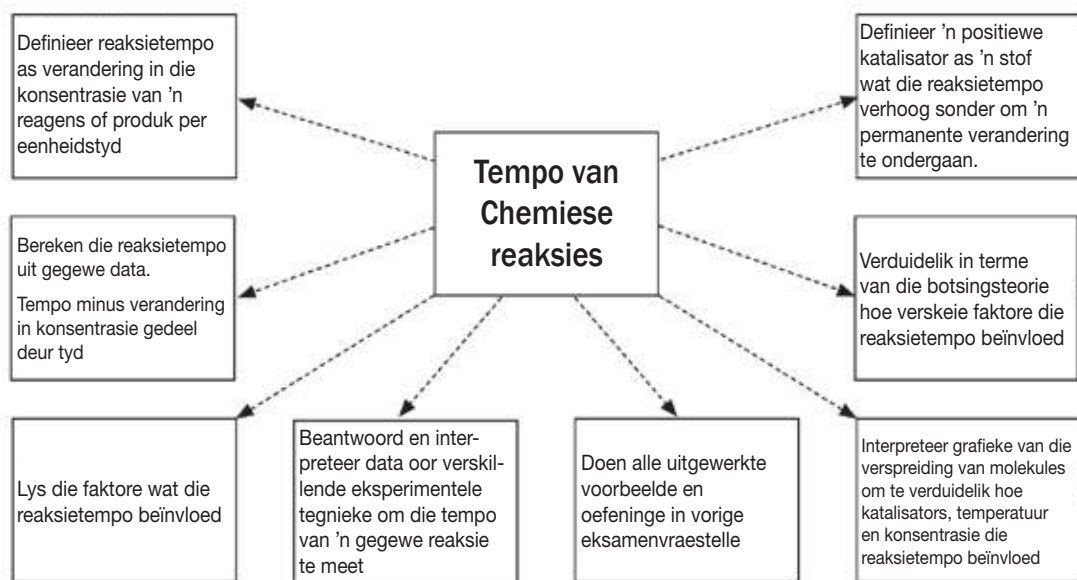 Definieer reaksietempo
as verandering in die
konsentrasie van ’n
reagens of produk per
eenheidstyd
Definieer ’n positiewe
katalisator as ’n stof
wat die reaksietempo
verhoog sonder om ’n
permanente verandering
te ondergaan.
Tempo van
Chemiese
reaksies
Bereken die reaksietempo
uit gegewe data.
Tempo minus verandering
in konsentrasie gedeel
deur tyd
Verduidelik in terme
van die botsingsteorie
hoe verskeie faktore die
reaksietempo beïnvloed
Lys die faktore wat die
reaksietempo beïnvloed
Beantwoord en inter-
preteer data oor verskil-
lende eksperimentele
tegnieke om die tempo
van ’n gegewe reaksie
te meet
Doen alle uitgewerkte
voorbeelde en
oefeninge in vorige
eksamenvraestelle
Interpreteer grafieke van die
verspreiding van molekules
om te verduidelik hoe
katalisators, temperatuur
en konsentrasie die
reaksietempo beïnvloed